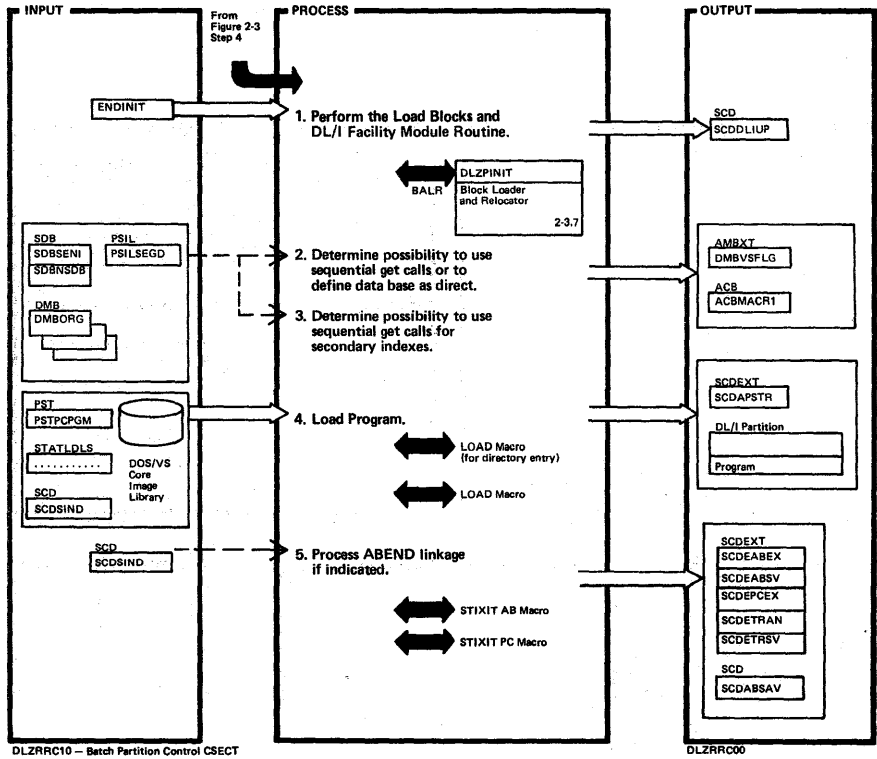 INPUT
From
Figure 2-3
Step 4
PROCESS
OUTPUT
ENDINIT
1. Perform the Load Blocks and
DL/I Facility Module Routine.
SCD
SCDDLIUP
BALR
DLZPINIT
Block Loader
and Relocator
2-3.7
SDB
SDBSENI
SDBNSDB
PSIL
PSILSEGD
DMB
DMBORG
2. Determine possibility to use
sequential get calls or to
define data base as direct.
3. Determine possibility to use
sequential get calls for
secondary indexes.
AMBXT
DMBVSFLG
ACB
ACBMACR1
PST
PSTPCPGM
STATLDLS
............
SCD
SCDSIND
DOS/VS
Core
Image
Library
4. Load Program.
LOAD Macro
(for directory entry)
LOAD Macro
SCDEXT
SCDAPSTR
DL/I Partition
Program
SCD
SCDSIND
5. Process ABEND linkage
if indicated.
STIXIT AB Macro
STIXIT PC Macro
SCDEXT
SCDEABEX
SCDEABSV
SCDEPCEX
SCDETRAN
SCDETRSV
SCD
SCDABSAV
DLZRRC10 — Batch Partition Control CSECT
DLZRRC00